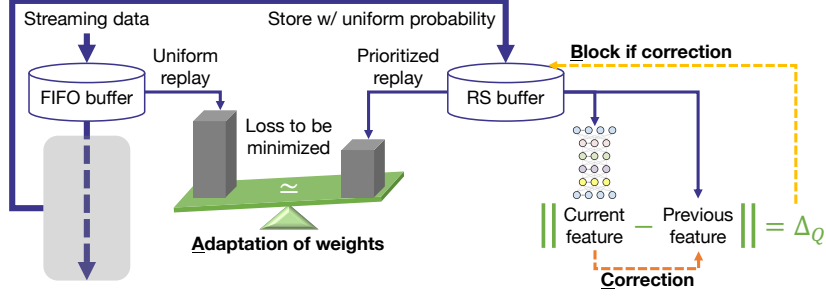 Streaming data
Store w/ uniform probability
Uniform
replay
Prioritized
replay
Block if correction
FIFO buffer
RS buffer
Loss to be
minimized
≃
Adaptation of weights
‖ Current feature − Previous feature ‖ = Δ_Q
Correction